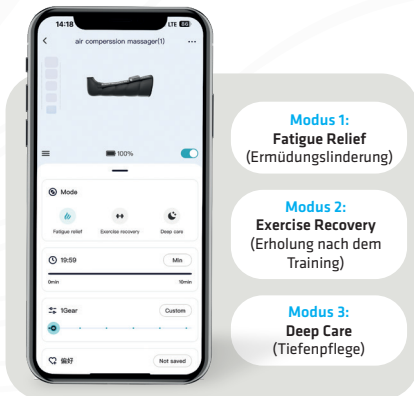 14:18
LTE 86
air comperssion massager(1)
100%
Mode
Fatigue relief
Exercise recovery
Deep care
19:59
Min
0min
10min
1Gear
Custom
偏好
Not saved
Modus 1:
Fatigue Relief
(Ermüdungslinderung)
Modus 2:
Exercise Recovery
(Erholung nach dem
Training)
Modus 3:
Deep Care
(Tiefenpflege)